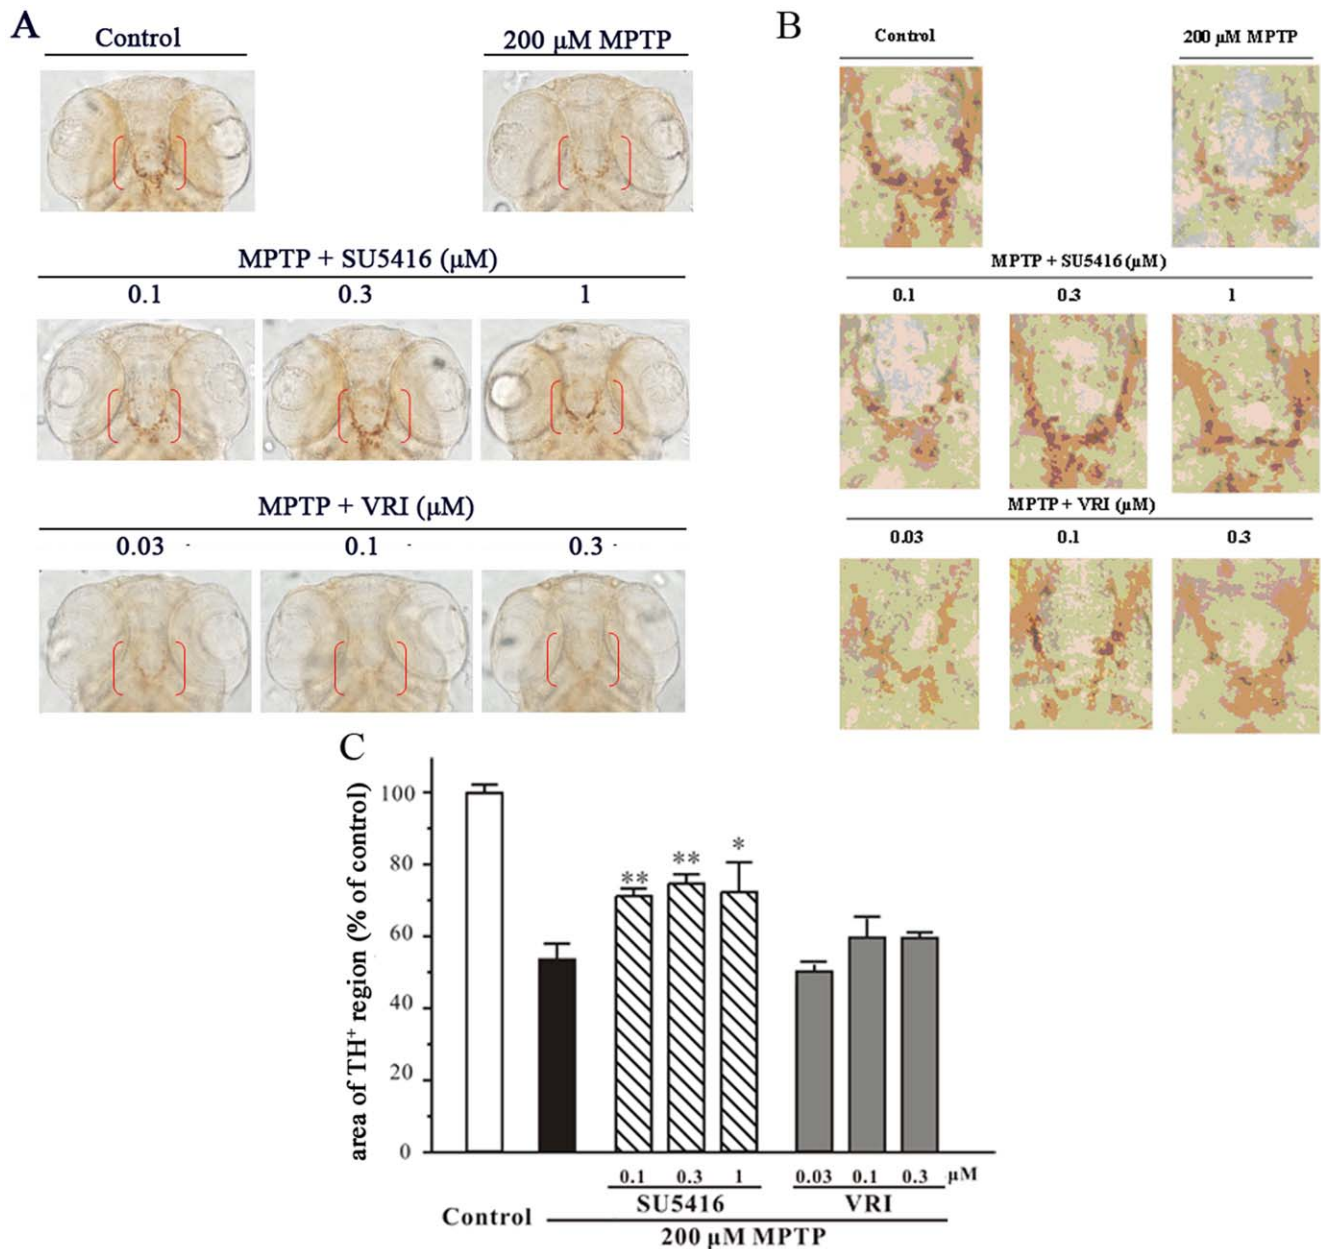 A
Control
200 µM MPTP
MPTP + SU5416 (µM)
0.1
0.3
1
MPTP + VRI (µM)
0.03
0.1
0.3
B
Control
200 µM MPTP
MPTP + SU5416 (µM)
0.1
0.3
1
MPTP + VRI (µM)
0.03
0.1
0.3
C
area of TH⁺ region (% of control)
100
80
60
40
20
0
**
**
*
0.1
0.3
1
0.03
0.1
0.3
µM
SU5416
VRI
Control
200 µM MPTP